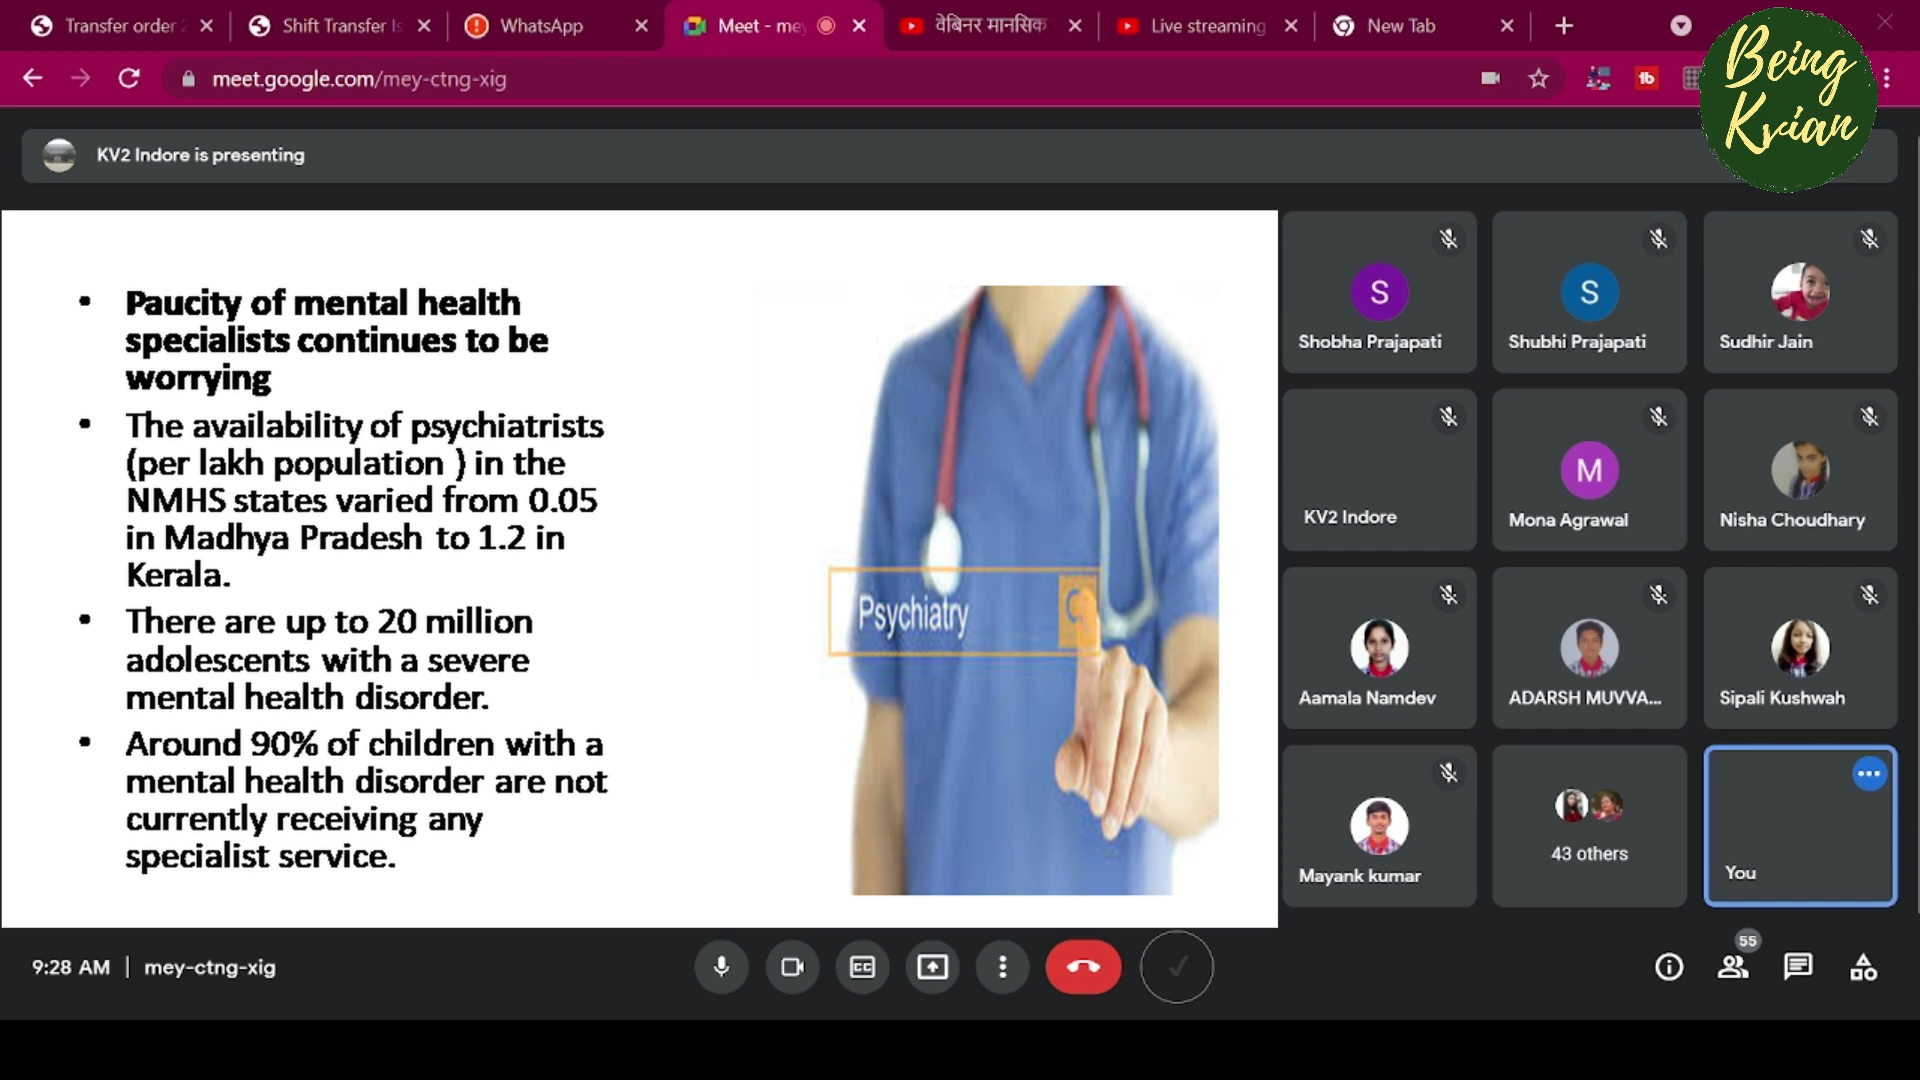 Transfer order
Shift Transfer Is
WhatsApp
Meet - mey
वेबिनर मानसिक
Live streaming
New Tab
Being
Kvian
meet.google.com/mey-ctng-xig
KV2 Indore is presenting
• Paucity of mental health
specialists continues to be
worrying
• The availability of psychiatrists
(per lakh population ) in the
NMHS states varied from 0.05
in Madhya Pradesh to 1.2 in
Kerala.
• There are up to 20 million
adolescents with a severe
mental health disorder.
• Around 90% of children with a
mental health disorder are not
currently receiving any
specialist service.
Psychiatry
S
Shobha Prajapati
S
Shubhi Prajapati
Sudhir Jain
KV2 Indore
M
Mona Agrawal
Nisha Choudhary
Aamala Namdev
ADARSH MUVVA...
Sipali Kushwah
Mayank kumar
43 others
You
9:28 AM | mey-ctng-xig
CC
55